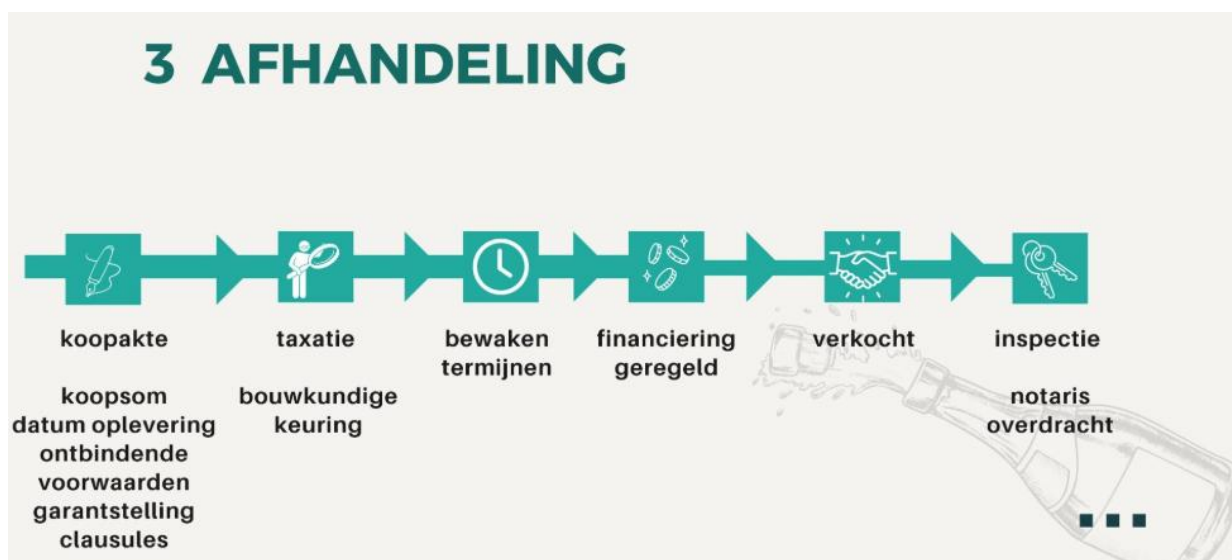 3 AFHANDELING
koopakte
koopsom
datum oplevering
ontbindende
voorwaarden
garantstelling
clausules
taxatie
bouwkundige
keuring
bewaken
termijnen
financiering
geregeld
verkocht
inspectie
notaris
overdracht